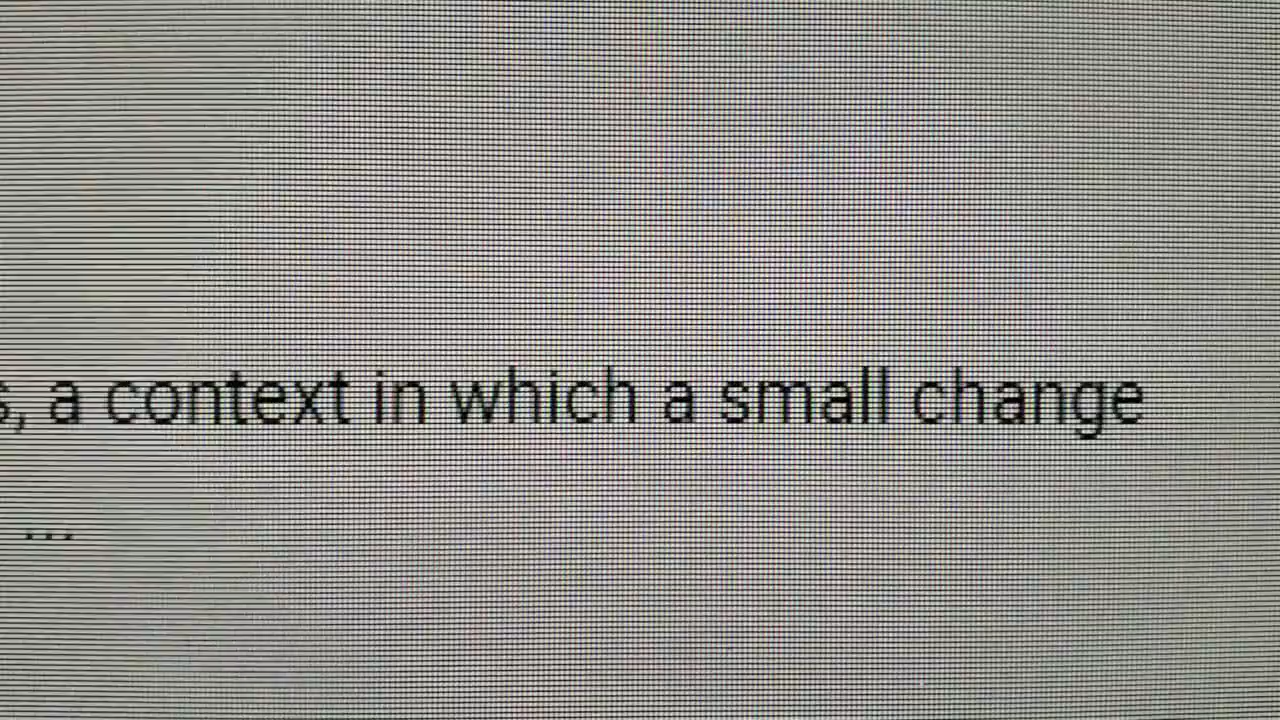 s, a context in which a small change
...